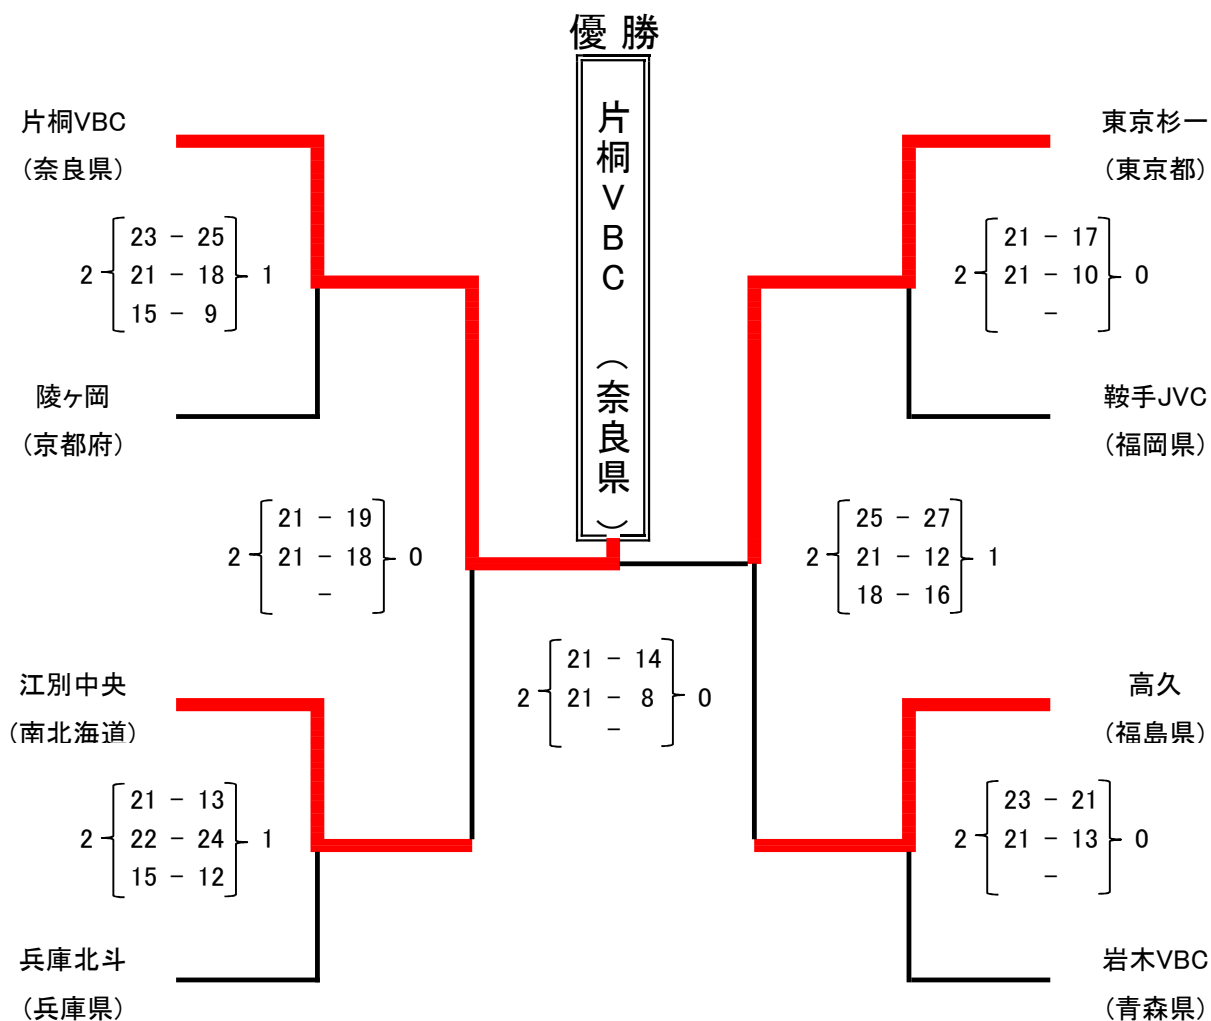 優勝
片桐VBC （奈良県）
片桐VBC
（奈良県）
23 － 25
2 21 － 18 1
15 － 9
陵ヶ岡
（京都府）
21 － 19
2 21 － 18 0
－
江別中央
（南北海道）
21 － 13
2 22 － 24 1
15 － 12
兵庫北斗
（兵庫県）
21 － 14
2 21 － 8 0
－
東京杉一
（東京都）
21 － 17
2 21 － 10 0
－
鞍手JVC
（福岡県）
25 － 27
2 21 － 12 1
18 － 16
高久
（福島県）
23 － 21
2 21 － 13 0
－
岩木VBC
（青森県）